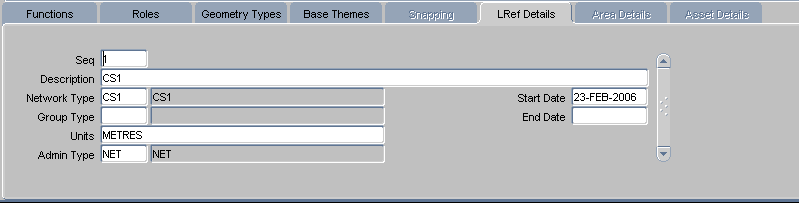 Functions Roles Geometry Types Base Themes Snapping LRef Details Area Details Asset Details
Seq 1
Description CS1
Network Type CS1 CS1 Start Date 23-FEB-2006
Group Type End Date
Units METRES
Admin Type NET NET